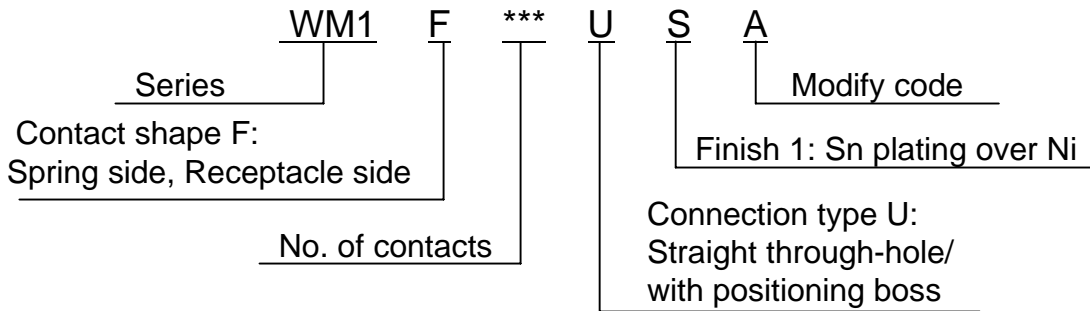 WM1 F *** U S A
Series
Modify code
Contact shape F:
Spring side, Receptacle side
Finish 1: Sn plating over Ni
No. of contacts
Connection type U:
Straight through-hole/
with positioning boss